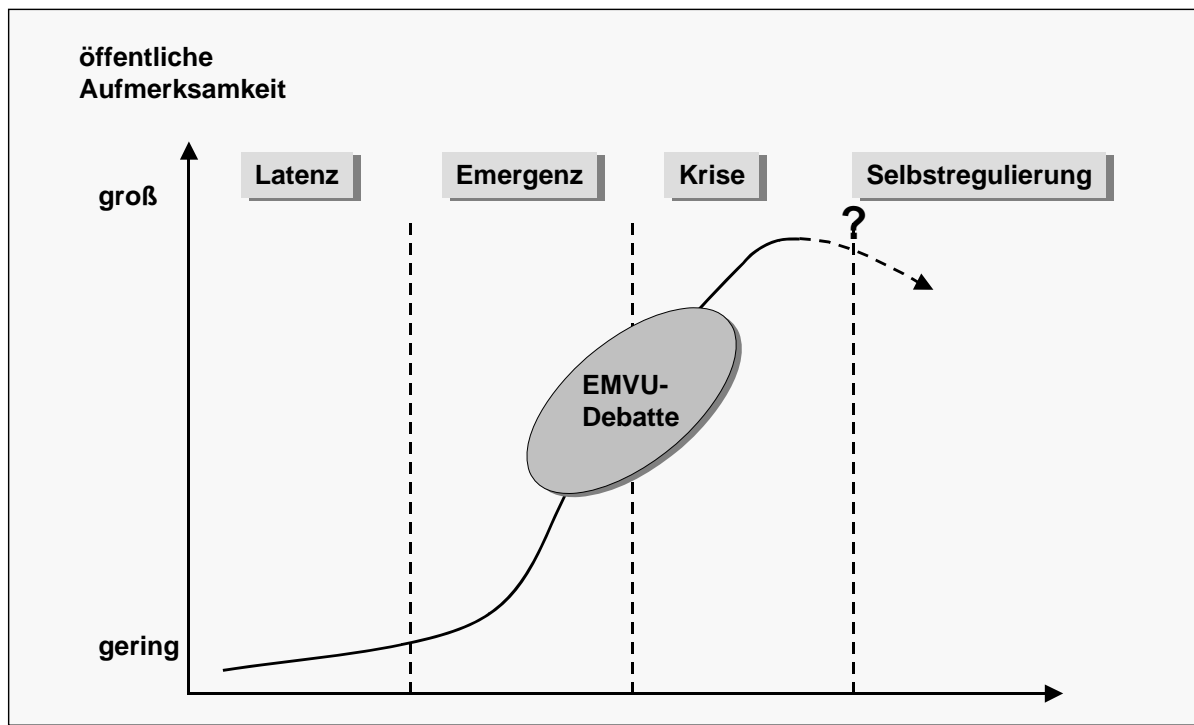 öffentliche
Aufmerksamkeit
Latenz
Emergenz
Krise
Selbstregulierung
groß
?
EMVU-
Debatte
gering